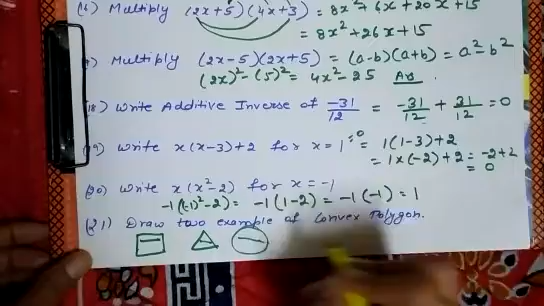 (16) Multiply (2x+5)(4x+3) = 8x²+6x+20x+15
= 8x²+26x+15
Multiply (2x-5)(2x+5) = (a-b)(a+b) = a²-b²
(2x)²-(5)² = 4x²-25 Ans
18) Write Additive Inverse of -31/12 = -31/12 + 31/12 = 0
19) Write x(x-3)+2 for x=1 = 1(1-3)+2
= 1x(-2)+2 = -2+2
= 0
(20) Write x(x²-2) for x=-1
-1((-1)²-2) = -1(1-2) = -1(-1) = 1
(21) Draw two example of Convex Polygon.